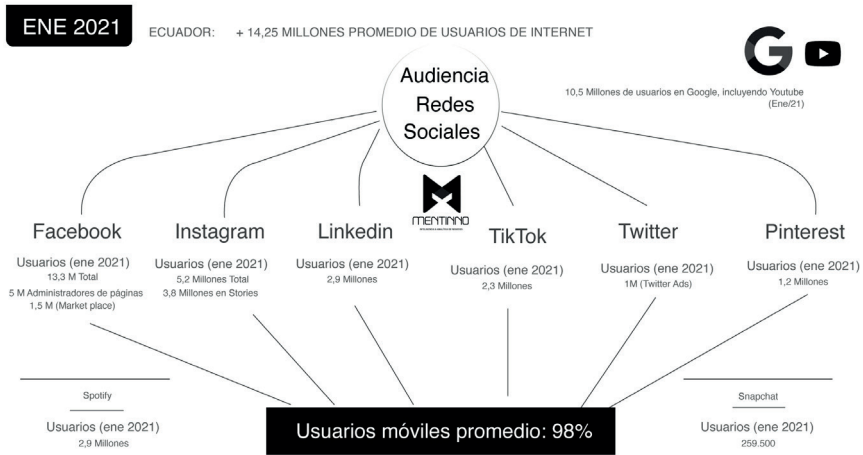 ENE 2021
ECUADOR: + 14,25 MILLONES PROMEDIO DE USUARIOS DE INTERNET
Audiencia
Redes
Sociales
10,5 Millones de usuarios en Google, incluyendo Youtube
(Ene/21)
MENTINNO
Facebook
Usuarios (ene 2021)
13,3 M Total
5 M Administradores de páginas
1,5 M (Market place)
Instagram
Usuarios (ene 2021)
5,2 Millones Total
3,8 Millones en Stories
Linkedin
Usuarios (ene 2021)
2,9 Millones
TikTok
Usuarios (ene 2021)
2,3 Millones
Twitter
Usuarios (ene 2021)
1M (Twitter Ads)
Pinterest
Usuarios (ene 2021)
1,2 Millones
Spotify
Usuarios (ene 2021)
2,9 Millones
Usuarios móviles promedio: 98%
Snapchat
Usuarios (ene 2021)
259.500